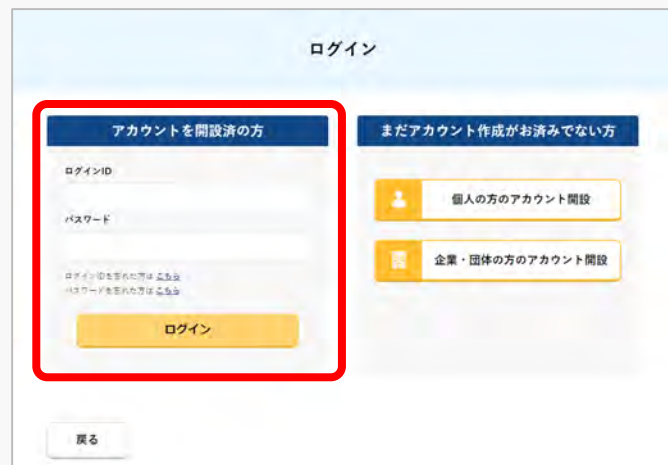 ログイン
アカウントを開設済の方
ログインID
パスワード
ログインIDを忘れた方は こちら
パスワードを忘れた方は こちら
ログイン
まだアカウント作成がお済みでない方
個人の方のアカウント開設
企業・団体の方のアカウント開設
戻る